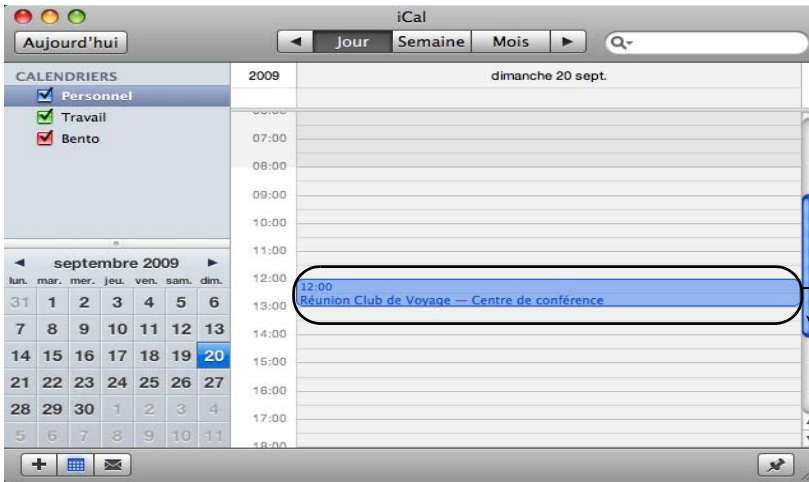 iCal
Aujourd'hui
Jour Semaine Mois
CALENDRIERS
Personnel
Travail
Bento
2009 dimanche 20 sept.
07:00
08:00
09:00
10:00
11:00
12:00
13:00
14:00
15:00
16:00
17:00
18:00
12:00
Réunion Club de Voyage — Centre de conférence
septembre 2009
lun. mar. mer. jeu. ven. sam. dim.
31 1 2 3 4 5 6
7 8 9 10 11 12 13
14 15 16 17 18 19 20
21 22 23 24 25 26 27
28 29 30 1 2 3 4
5 6 7 8 9 10 11